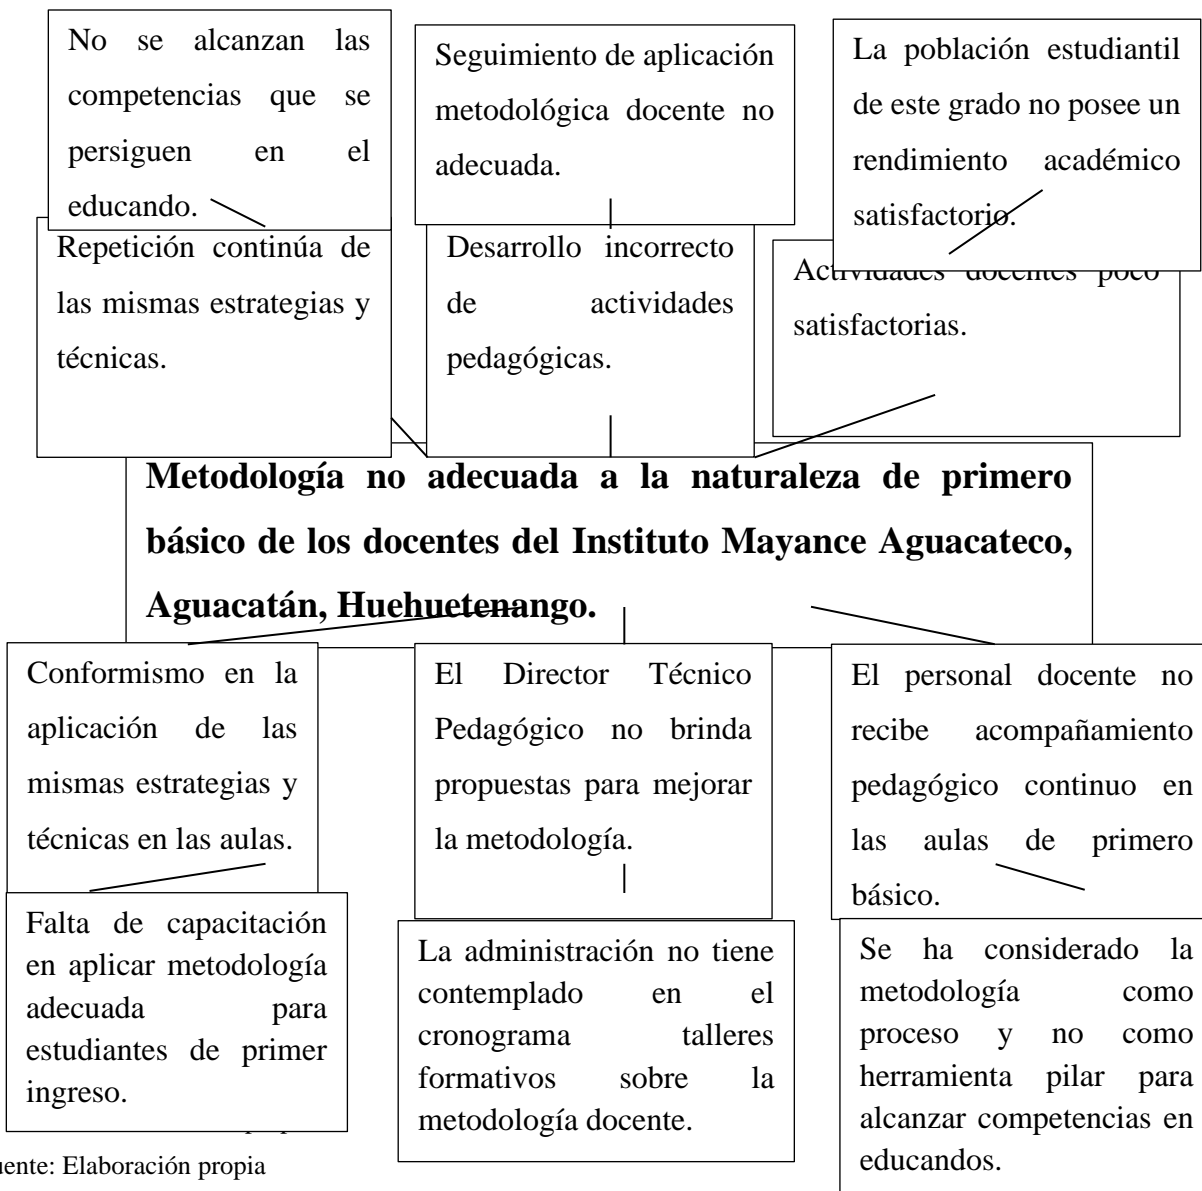 No se alcanzan las
competencias que se
persiguen en el
educando.
Seguimiento de aplicación
metodológica docente no
adecuada.
La población estudiantil
de este grado no posee un
rendimiento académico
satisfactorio.
Repetición continúa de
las mismas estrategias y
técnicas.
Desarrollo incorrecto
de actividades
pedagógicas.
Actividades docentes poco
satisfactorias.
Metodología no adecuada a la naturaleza de primero
básico de los docentes del Instituto Mayance Aguacateco,
Aguacatán, Huehuetenango.
Conformismo en la
aplicación de las
mismas estrategias y
técnicas en las aulas.
El Director Técnico
Pedagógico no brinda
propuestas para mejorar
la metodología.
El personal docente no
recibe acompañamiento
pedagógico continuo en
las aulas de primero
básico.
Falta de capacitación
en aplicar metodología
adecuada para
estudiantes de primer
ingreso.
La administración no tiene
contemplado en el
cronograma talleres
formativos sobre la
metodología docente.
Se ha considerado la
metodología como
proceso y no como
herramienta pilar para
alcanzar competencias en
educandos.
uente: Elaboración propia